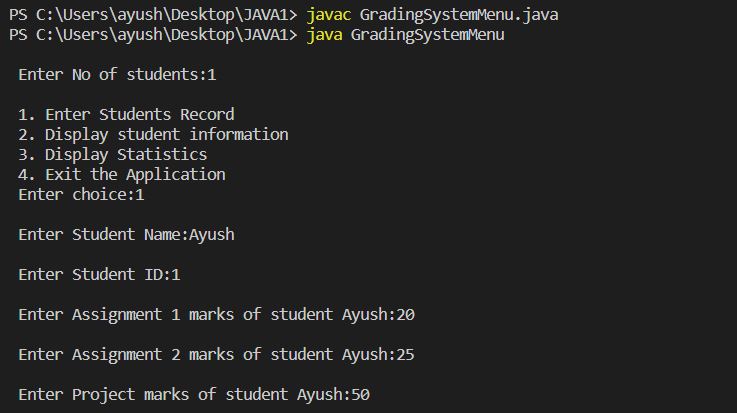 PS C:\Users\ayush\Desktop\JAVA1> javac GradingSystemMenu.java
PS C:\Users\ayush\Desktop\JAVA1> java GradingSystemMenu
Enter No of students:1
1. Enter Students Record
2. Display student information
3. Display Statistics
4. Exit the Application
Enter choice:1
Enter Student Name:Ayush
Enter Student ID:1
Enter Assignment 1 marks of student Ayush:20
Enter Assignment 2 marks of student Ayush:25
Enter Project marks of student Ayush:50